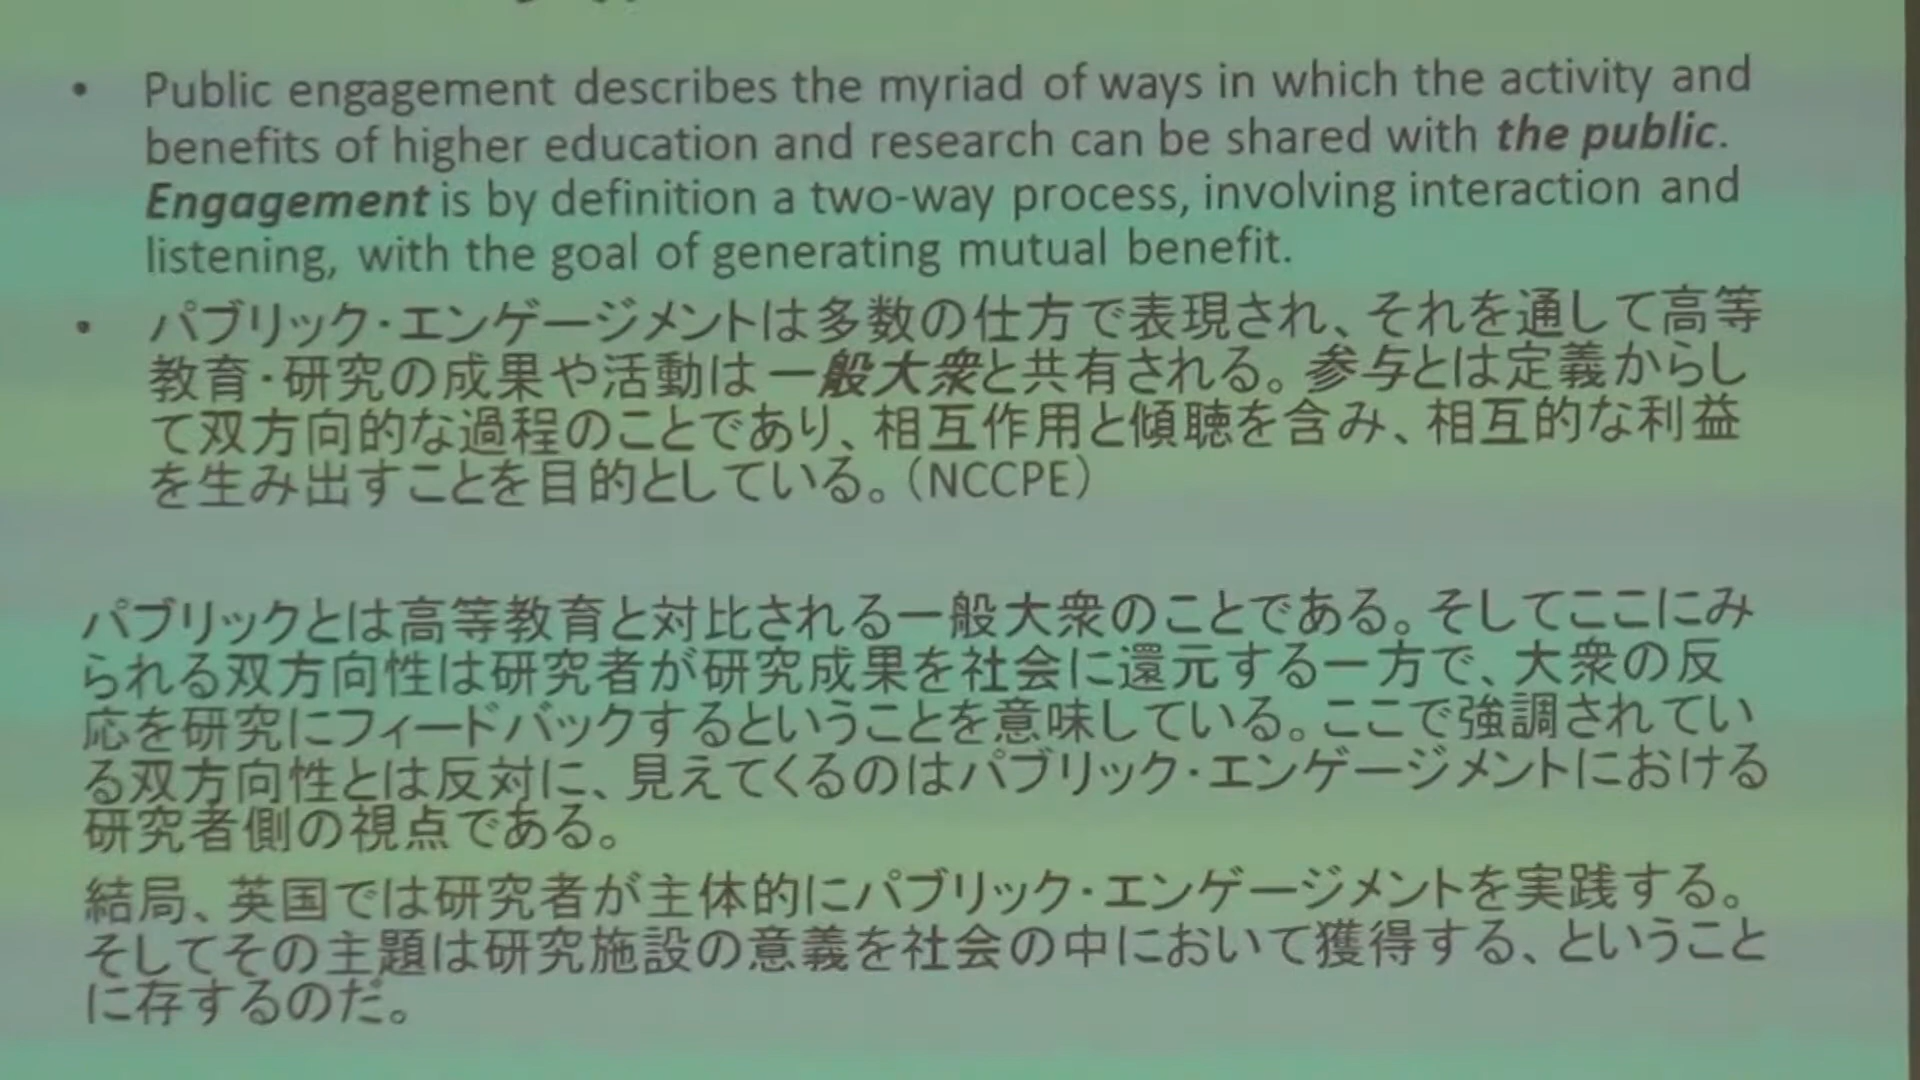 • Public engagement describes the myriad of ways in which the activity and
benefits of higher education and research can be shared with the public.
Engagement is by definition a two-way process, involving interaction and
listening, with the goal of generating mutual benefit.
• パブリック・エンゲージメントは多数の仕方で表現され、それを通して高等
教育・研究の成果や活動は一般大衆と共有される。参与とは定義からし
て双方向的な過程のことであり、相互作用と傾聴を含み、相互的な利益
を生み出すことを目的としている。（NCCPE）
パブリックとは高等教育と対比される一般大衆のことである。そしてここにみ
られる双方向性は研究者が研究成果を社会に還元する一方で、大衆の反
応を研究にフィードバックするということを意味している。ここで強調されてい
る双方向性とは反対に、見えてくるのはパブリック・エンゲージメントにおける
研究者側の視点である。
結局、英国では研究者が主体的にパブリック・エンゲージメントを実践する。
そしてその主題は研究施設の意義を社会の中において獲得する、ということ
に存するのだ。